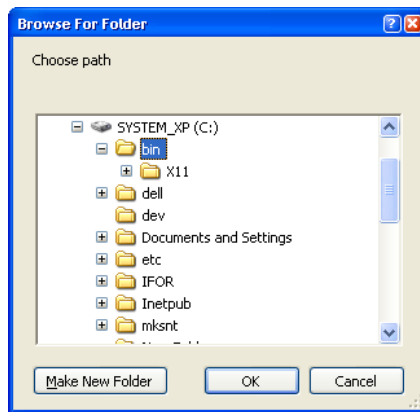 Browse For Folder
Choose path
SYSTEM_XP (C:)
bin
X11
dell
dev
Documents and Settings
etc
IFOR
Inetpub
mksnt
Make New Folder
OK
Cancel